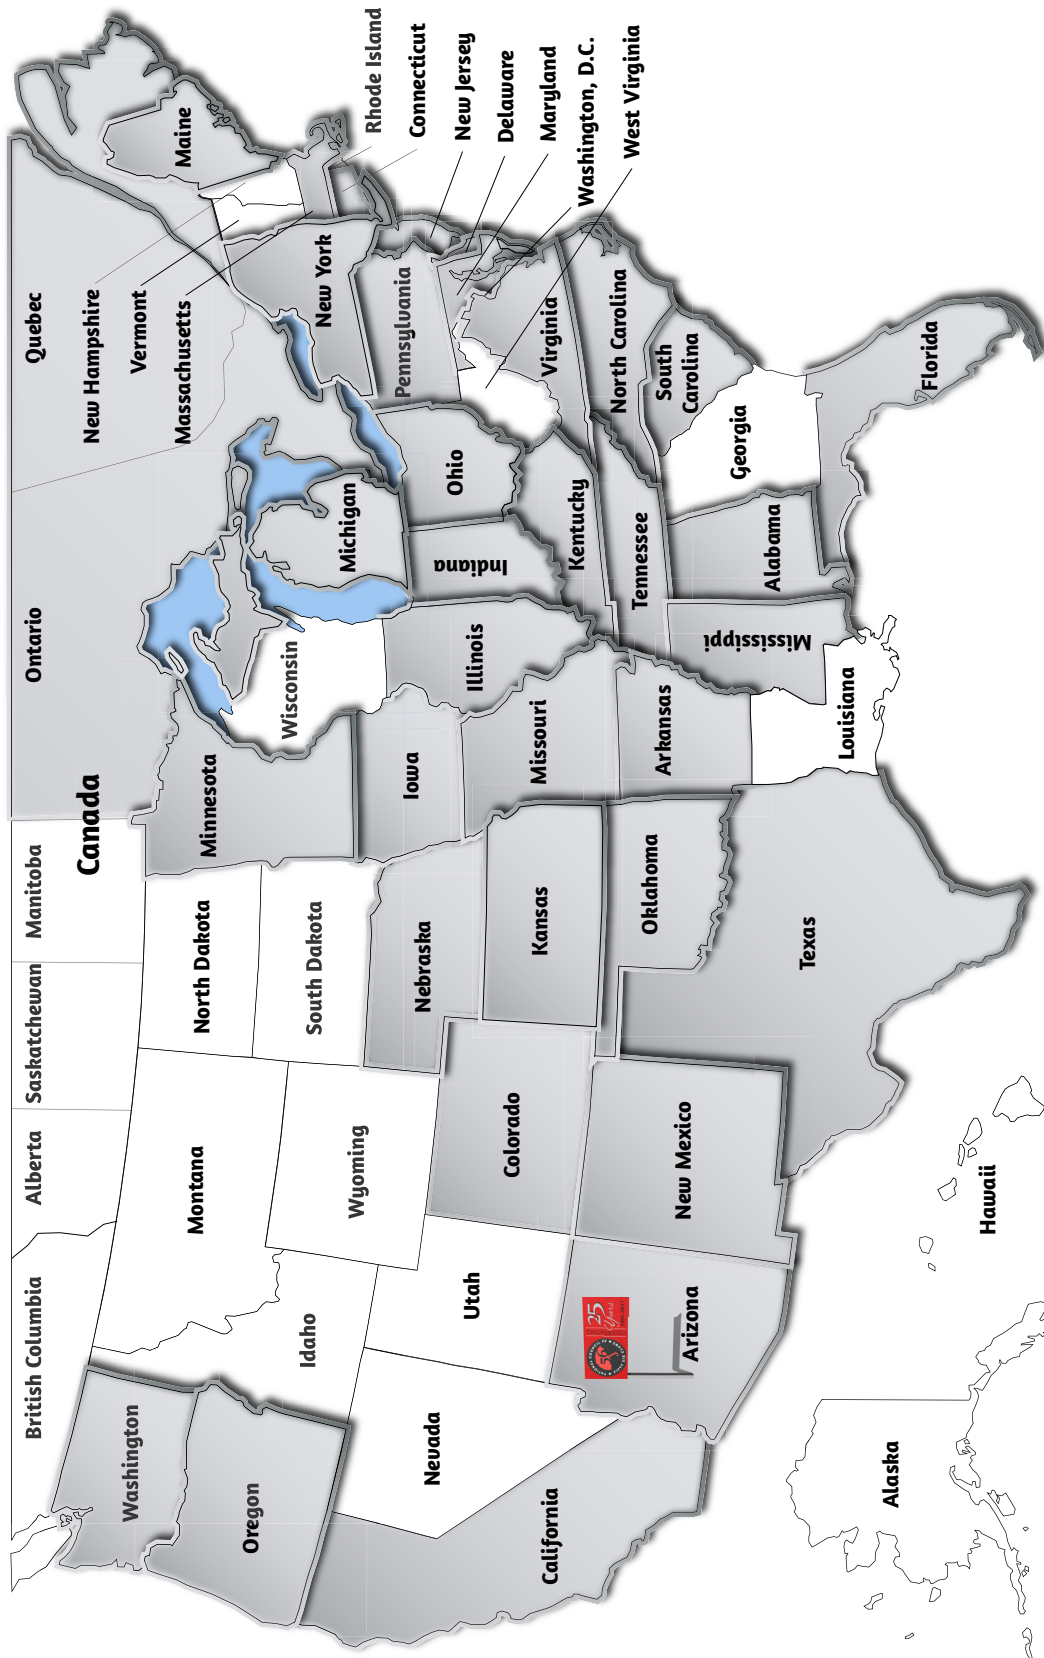 British Columbia
Alberta
Saskatchewan
Manitoba
Ontario
Quebec
Canada
New Hampshire
Vermont
Massachusetts
Maine
Rhode Island
Connecticut
New Jersey
Delaware
Maryland
Washington, D.C.
West Virginia
Washington
Montana
North Dakota
Minnesota
Oregon
Idaho
Wyoming
South Dakota
Wisconsin
Michigan
New York
Pennsylvania
Nevada
Utah
Colorado
Nebraska
Iowa
Illinois
Indiana
Ohio
California
Arizona
25
Years
New Mexico
Kansas
Missouri
Kentucky
Virginia
Oklahoma
Arkansas
Tennessee
North Carolina
South
Carolina
Texas
Louisiana
Mississippi
Alabama
Georgia
Florida
Alaska
Hawaii